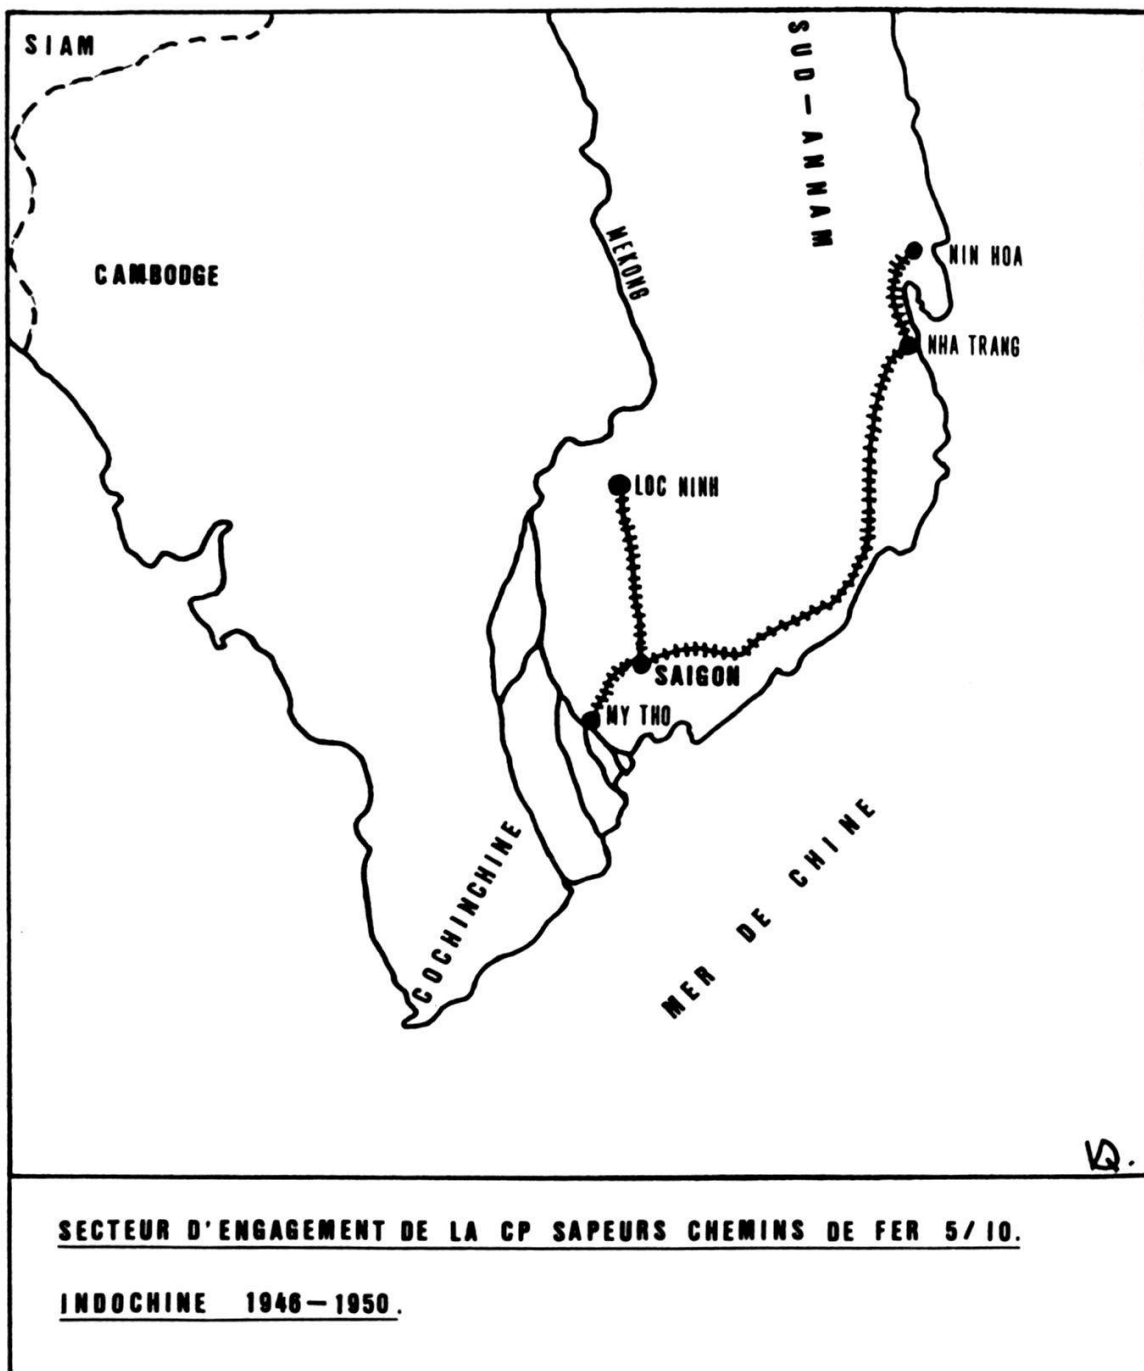 SIAM
SUD-ANNAM
CAMBODGE
MEKONG
NIN HOA
NHA TRANG
LOC NINH
SAIGON
MY THO
COCHINCHINE
MER DE CHINE
SECTEUR D'ENGAGEMENT DE LA CP SAPEURS CHEMINS DE FER 5/10.
INDOCHINE 1946-1950.